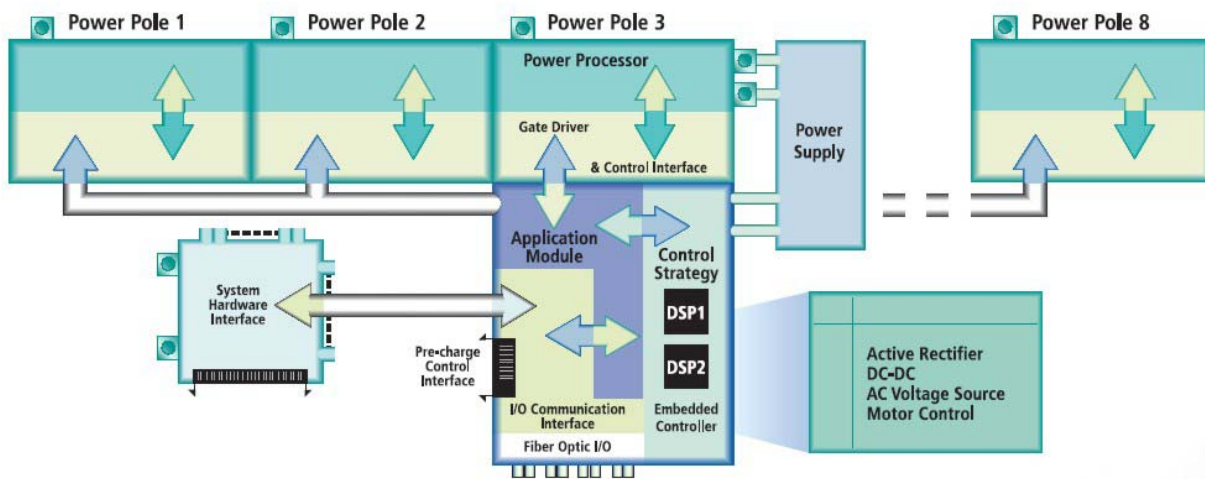 Power Pole 1
Power Pole 2
Power Pole 3
Power Pole 8
Power Processor
Gate Driver
& Control Interface
Power
Supply
Application
Module
Control
Strategy
DSP1
DSP2
System
Hardware
Interface
Pre-charge
Control
Interface
I/O Communication
Interface
Embedded
Controller
Fiber Optic I/O
Active Rectifier
DC-DC
AC Voltage Source
Motor Control